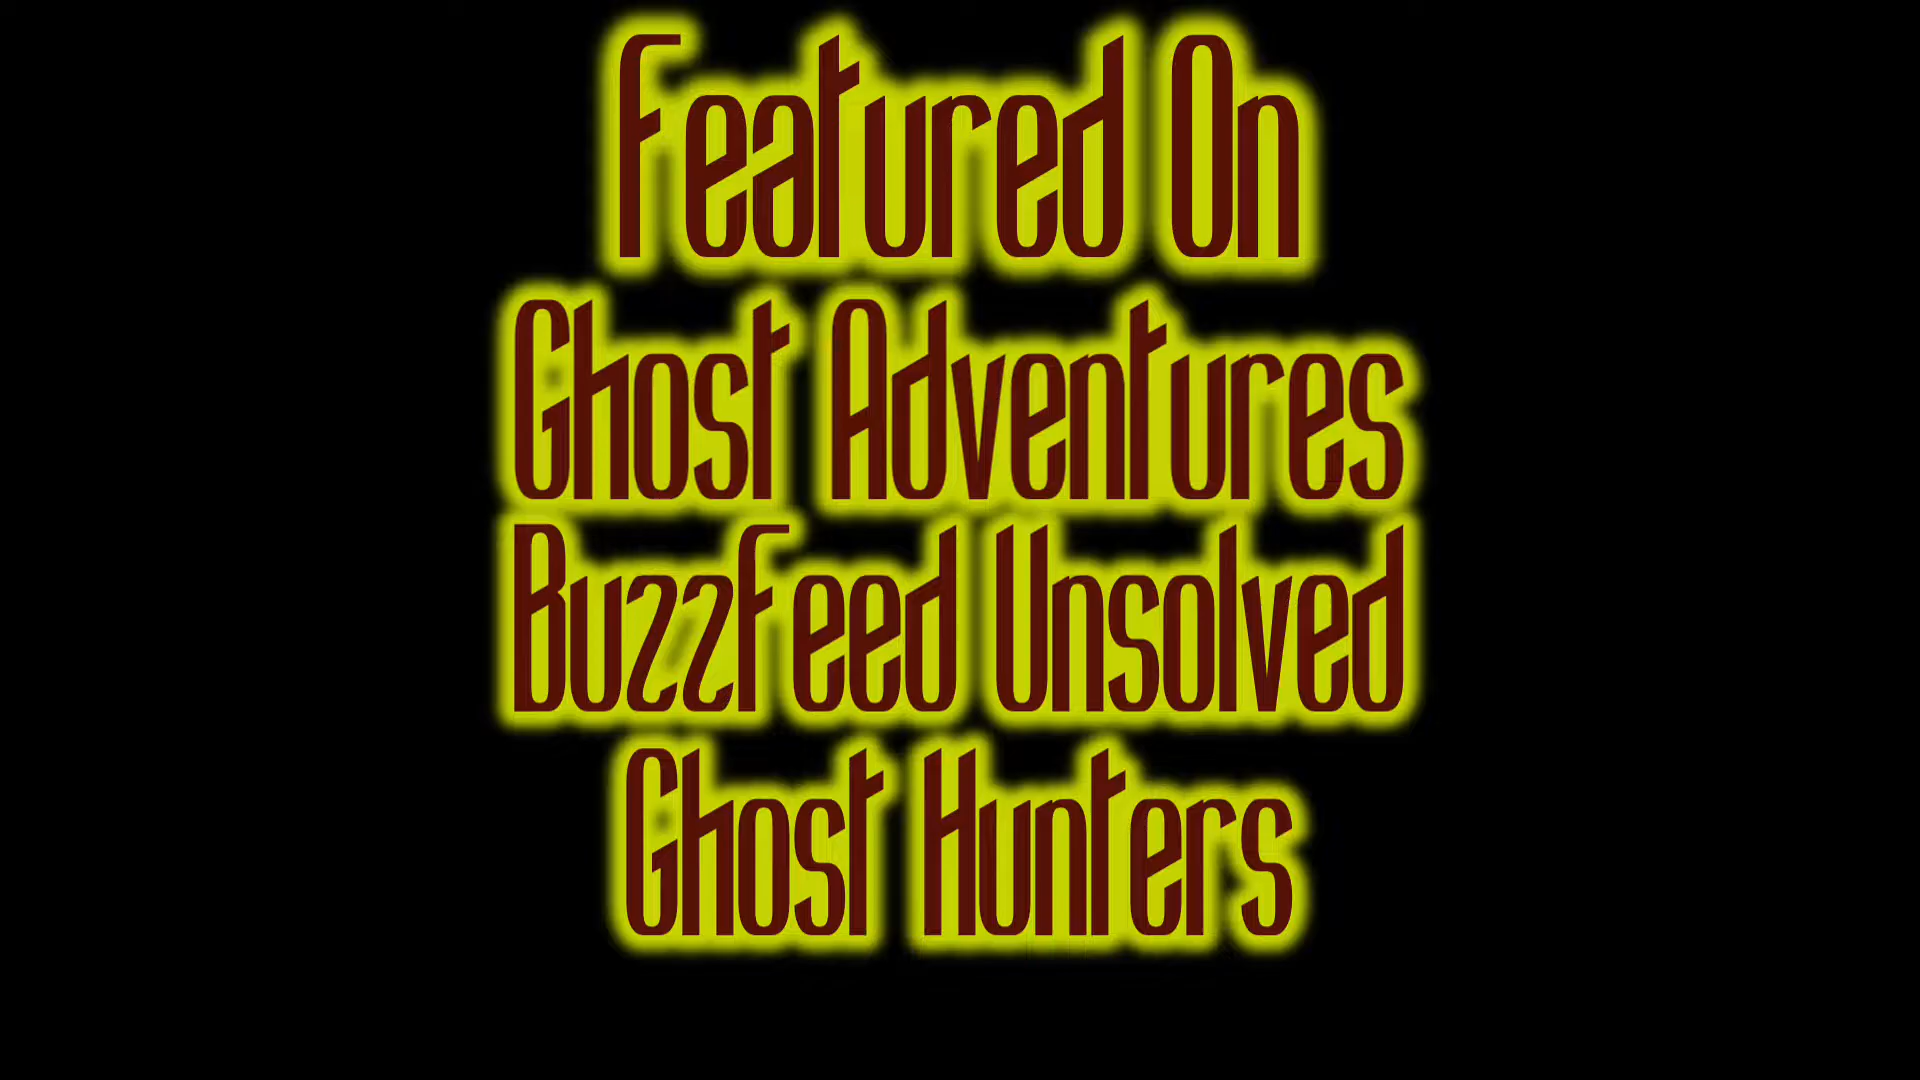 Featured On
Ghost Adventures
BuzzFeed Unsolved
Ghost Hunters